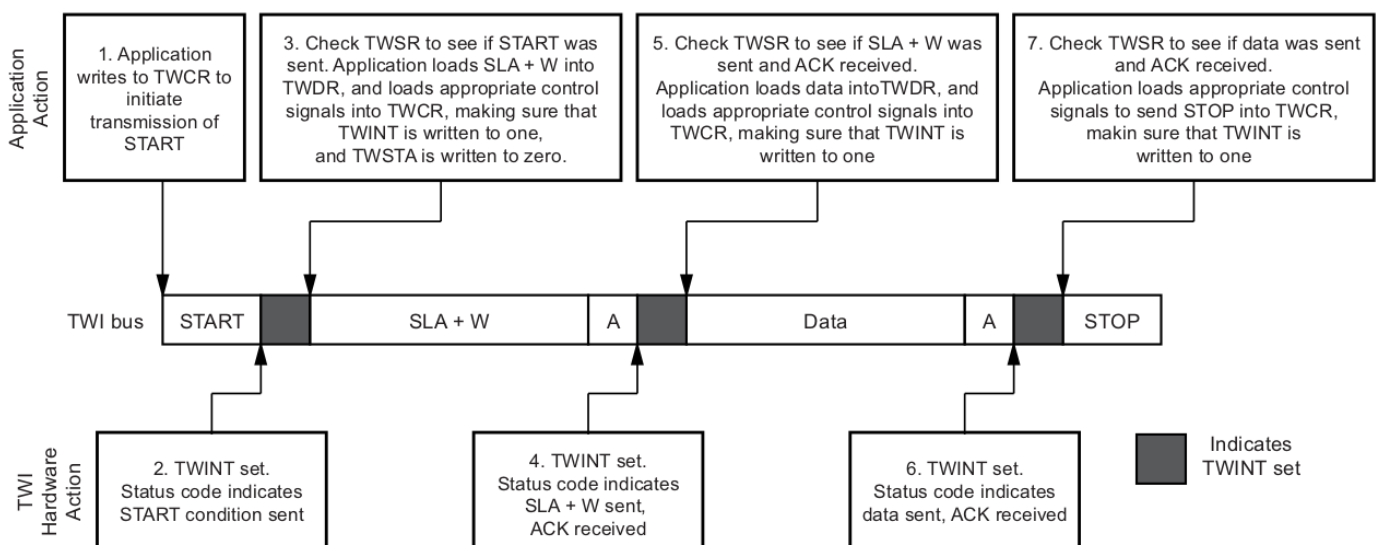 Application
Action
1. Application
writes to TWCR to
initiate
transmission of
START
3. Check TWSR to see if START was
sent. Application loads SLA + W into
TWDR, and loads appropriate control
signals into TWCR, making sure that
TWINT is written to one,
and TWSTA is written to zero.
5. Check TWSR to see if SLA + W was
sent and ACK received.
Application loads data intoTWDR, and
loads appropriate control signals into
TWCR, making sure that TWINT is
written to one
7. Check TWSR to see if data was sent
and ACK received.
Application loads appropriate control
signals to send STOP into TWCR,
makin sure that TWINT is
written to one
TWI bus
START
SLA + W
A
Data
A
STOP
TWI
Hardware
Action
2. TWINT set.
Status code indicates
START condition sent
4. TWINT set.
Status code indicates
SLA + W sent,
ACK received
6. TWINT set.
Status code indicates
data sent, ACK received
Indicates
TWINT set